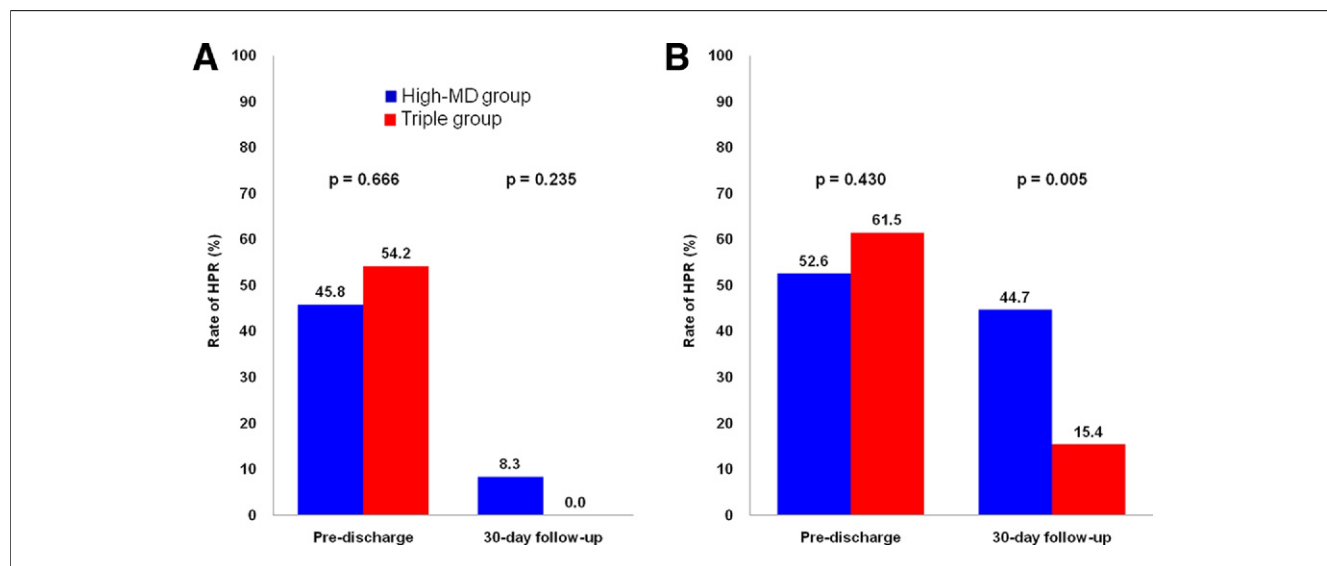 A
100
90
80
70
60
50
40
30
20
10
0
Rate of HPR (%)
High-MD group
Triple group
p = 0.666
p = 0.235
45.8
54.2
8.3
0.0
Pre-discharge
30-day follow-up
B
100
90
80
70
60
50
40
30
20
10
0
Rate of HPR (%)
p = 0.430
p = 0.005
52.6
61.5
44.7
15.4
Pre-discharge
30-day follow-up